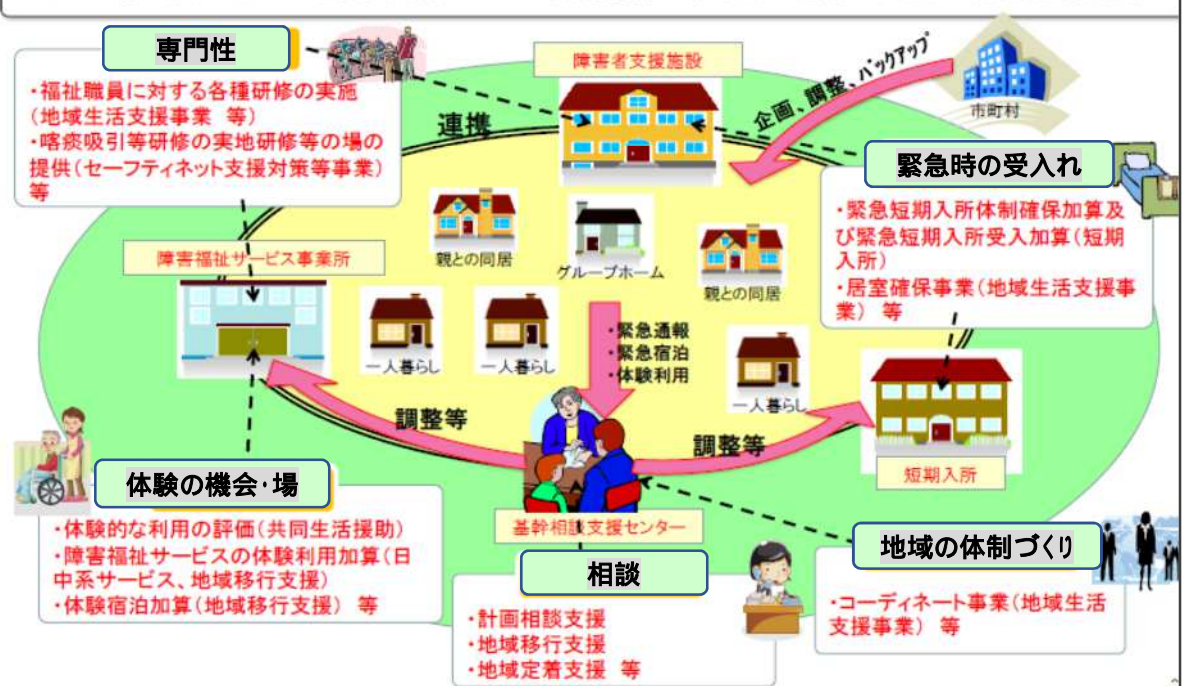 専門性
・福祉職員に対する各種研修の実施
(地域生活支援事業 等)
・喀痰吸引等研修の実地研修等の場の
提供(セーフティネット支援対策等事業)
等
障害者支援施設
企画、調整、バックアップ
市町村
連携
緊急時の受入れ
・緊急短期入所体制確保加算及
び緊急短期入所受入加算(短期
入所)
・居室確保事業(地域生活支援事
業) 等
障害福祉サービス事業所
親との同居
グループホーム
親との同居
一人暮らし
一人暮らし
・緊急通報
・緊急宿泊
・体験利用
一人暮らし
調整等
調整等
短期入所
体験の機会・場
・体験的な利用の評価(共同生活援助)
・障害福祉サービスの体験利用加算(日
中系サービス、地域移行支援)
・体験宿泊加算(地域移行支援) 等
基幹相談支援センター
相談
・計画相談支援
・地域移行支援
・地域定着支援 等
地域の体制づくり
・コーディネート事業(地域生活
支援事業) 等